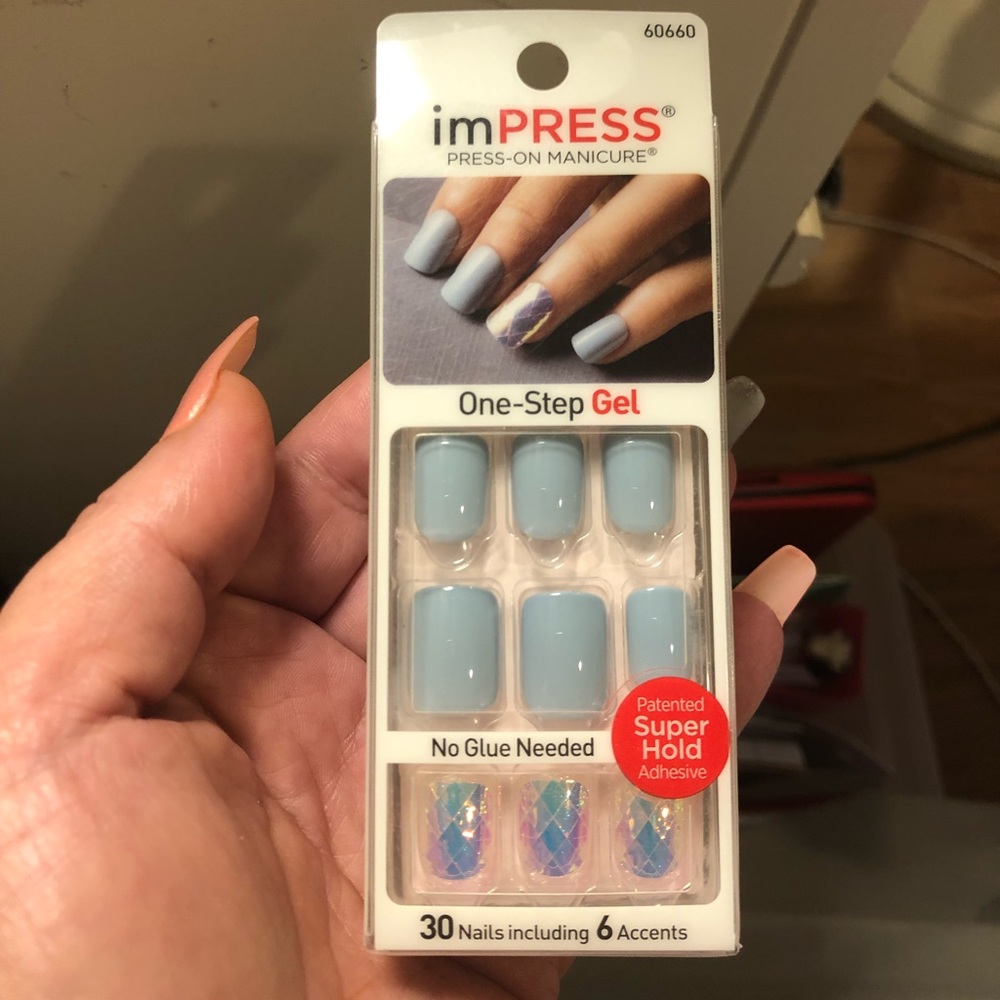 60660
imPRESS®
PRESS-ON MANICURE®
One-Step Gel
No Glue Needed
Patented
Super
Hold
Adhesive
30 Nails including 6 Accents